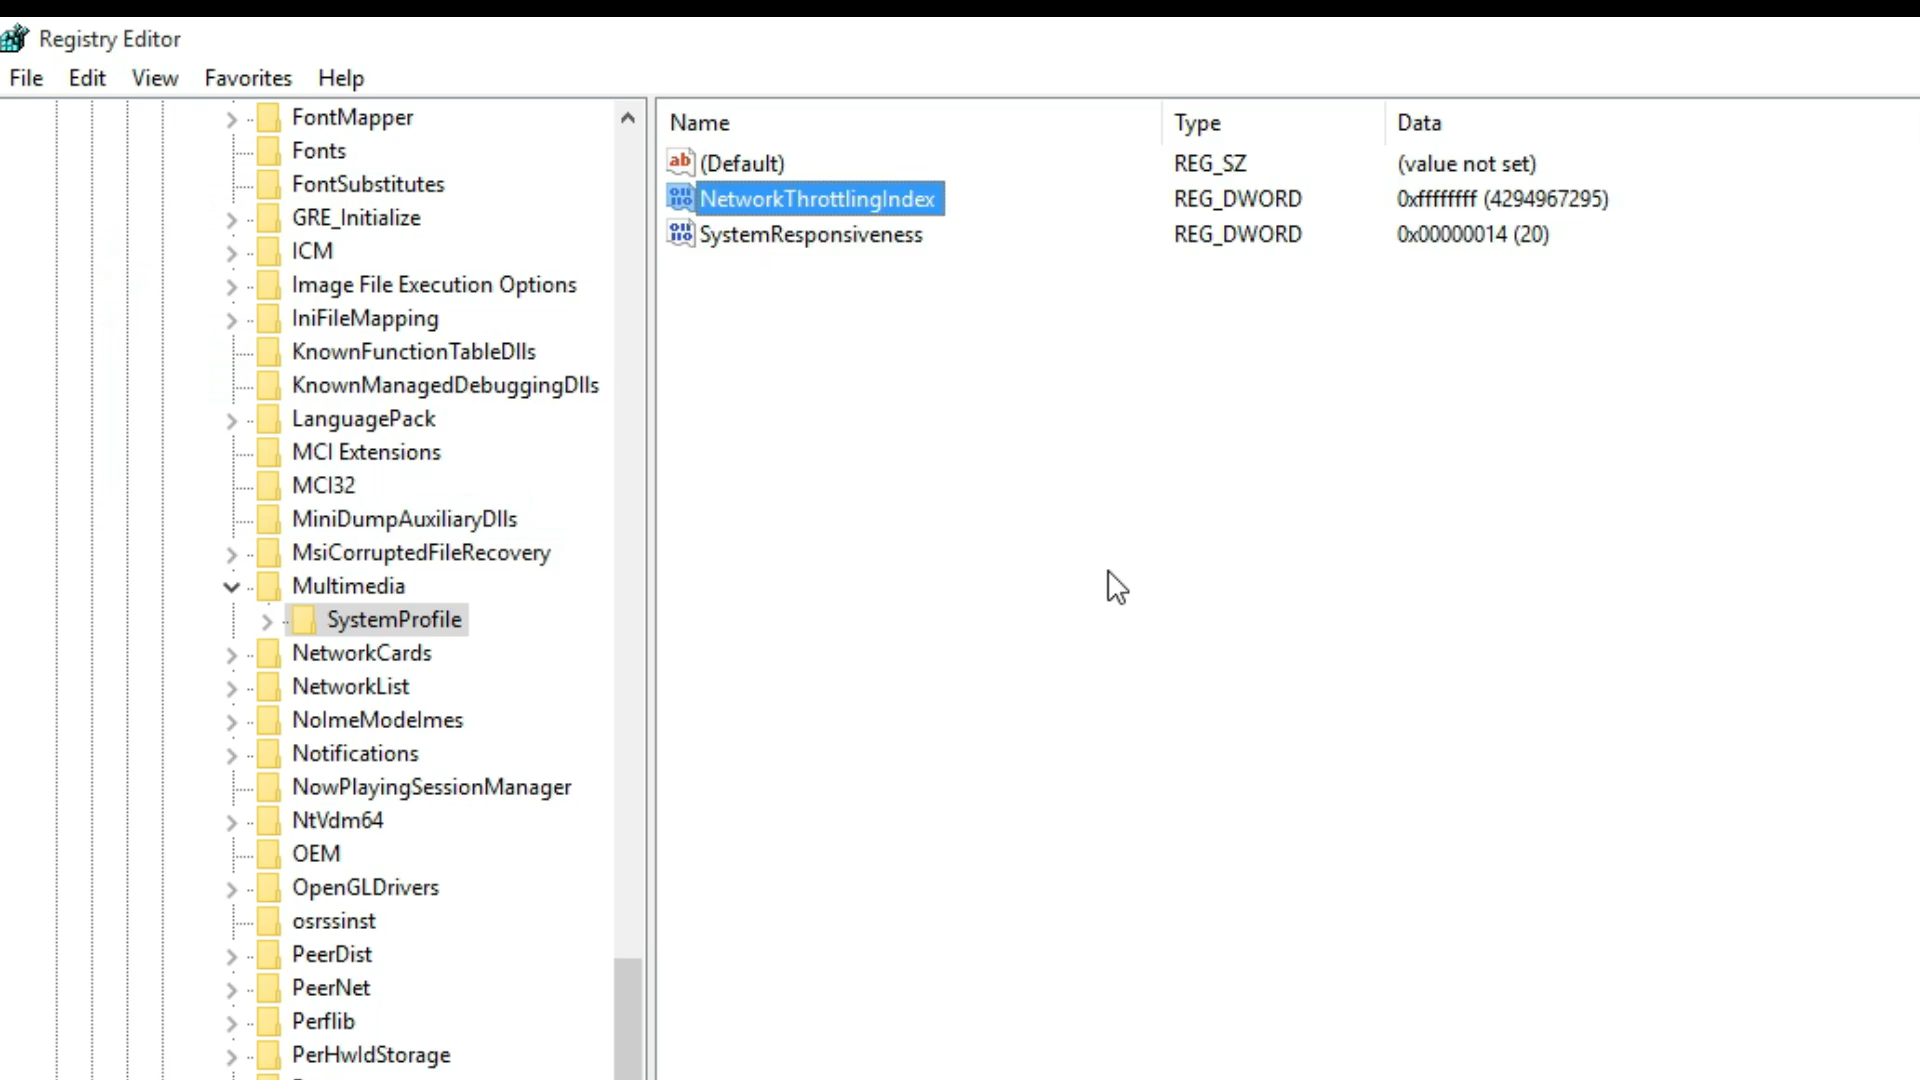 Registry Editor
File Edit View Favorites Help
FontMapper
Fonts
FontSubstitutes
GRE_Initialize
ICM
Image File Execution Options
IniFileMapping
KnownFunctionTableDlls
KnownManagedDebuggingDlls
LanguagePack
MCI Extensions
MCI32
MiniDumpAuxiliaryDlls
MsiCorruptedFileRecovery
Multimedia
SystemProfile
NetworkCards
NetworkList
NoImeModeImes
Notifications
NowPlayingSessionManager
NtVdm64
OEM
OpenGLDrivers
osrssinst
PeerDist
PeerNet
Perflib
PerHwIdStorage
Name Type Data
(Default) REG_SZ (value not set)
NetworkThrottlingIndex REG_DWORD 0xffffffff (4294967295)
SystemResponsiveness REG_DWORD 0x00000014 (20)